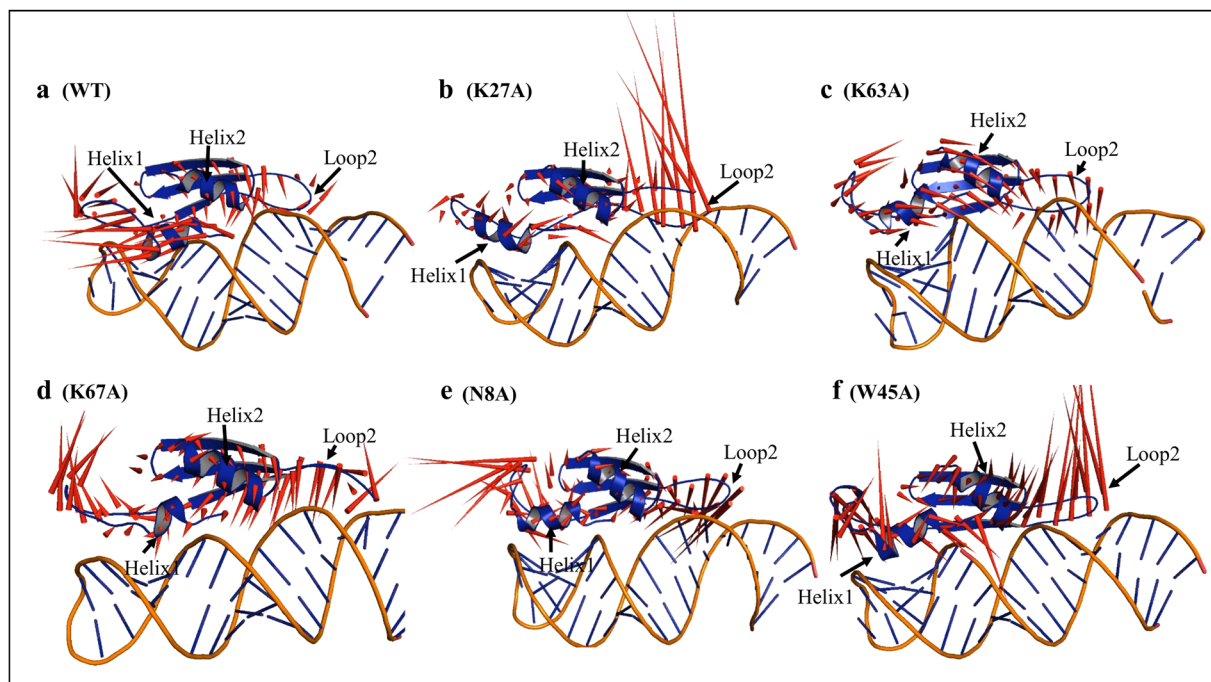 a (WT)
Helix1
Helix2
Loop2
b (K27A)
Helix2
Loop2
Helix1
c (K63A)
Helix2
Loop2
Helix1
d (K67A)
Helix2
Loop2
Helix1
e (N8A)
Helix2
Loop2
Helix1
f (W45A)
Helix2
Loop2
Helix1